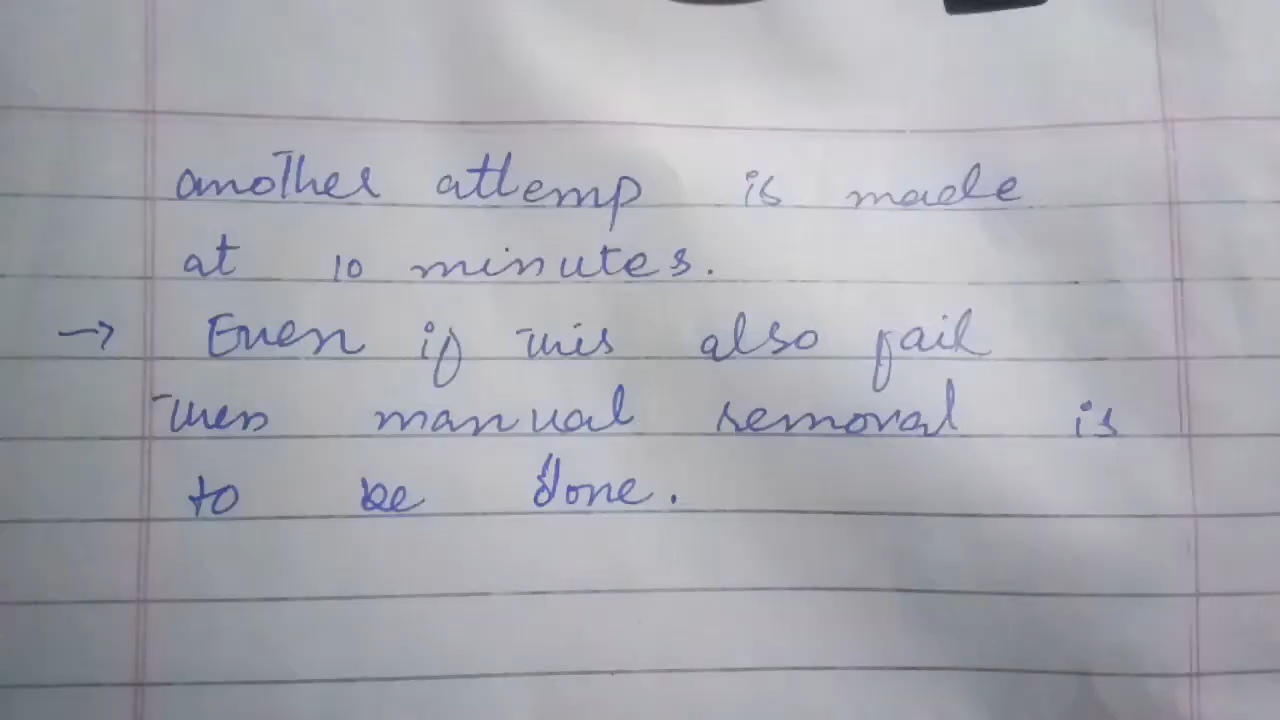 another attemp is made
at 10 minutes.
→ Even if this also fail
then manual removal is
to be done.